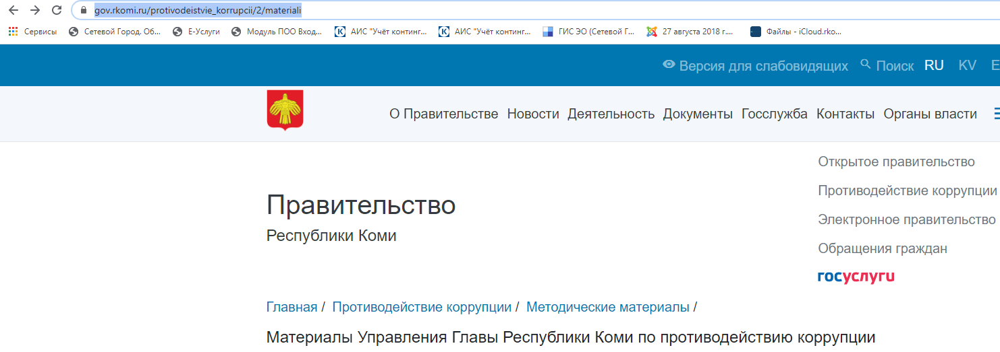 gov.rkomi.ru/protivodeistvie_korrupcii/2/materiali
Сервисы Сетевой Город. Об... Е-Услуги Модуль ПОО Вход... АИС "Учёт континг... АИС "Учёт континг... ГИС ЭО (Сетевой Г... 27 августа 2018 г.... Файлы - iCloud.rko...
Версия для слабовидящих Поиск RU KV E
О Правительстве Новости Деятельность Документы Госслужба Контакты Органы власти
Открытое правительство
Противодействие коррупции
Электронное правительство
Обращения граждан
госуслуги
Правительство
Республики Коми
Главная / Противодействие коррупции / Методические материалы /
Материалы Управления Главы Республики Коми по противодействию коррупции